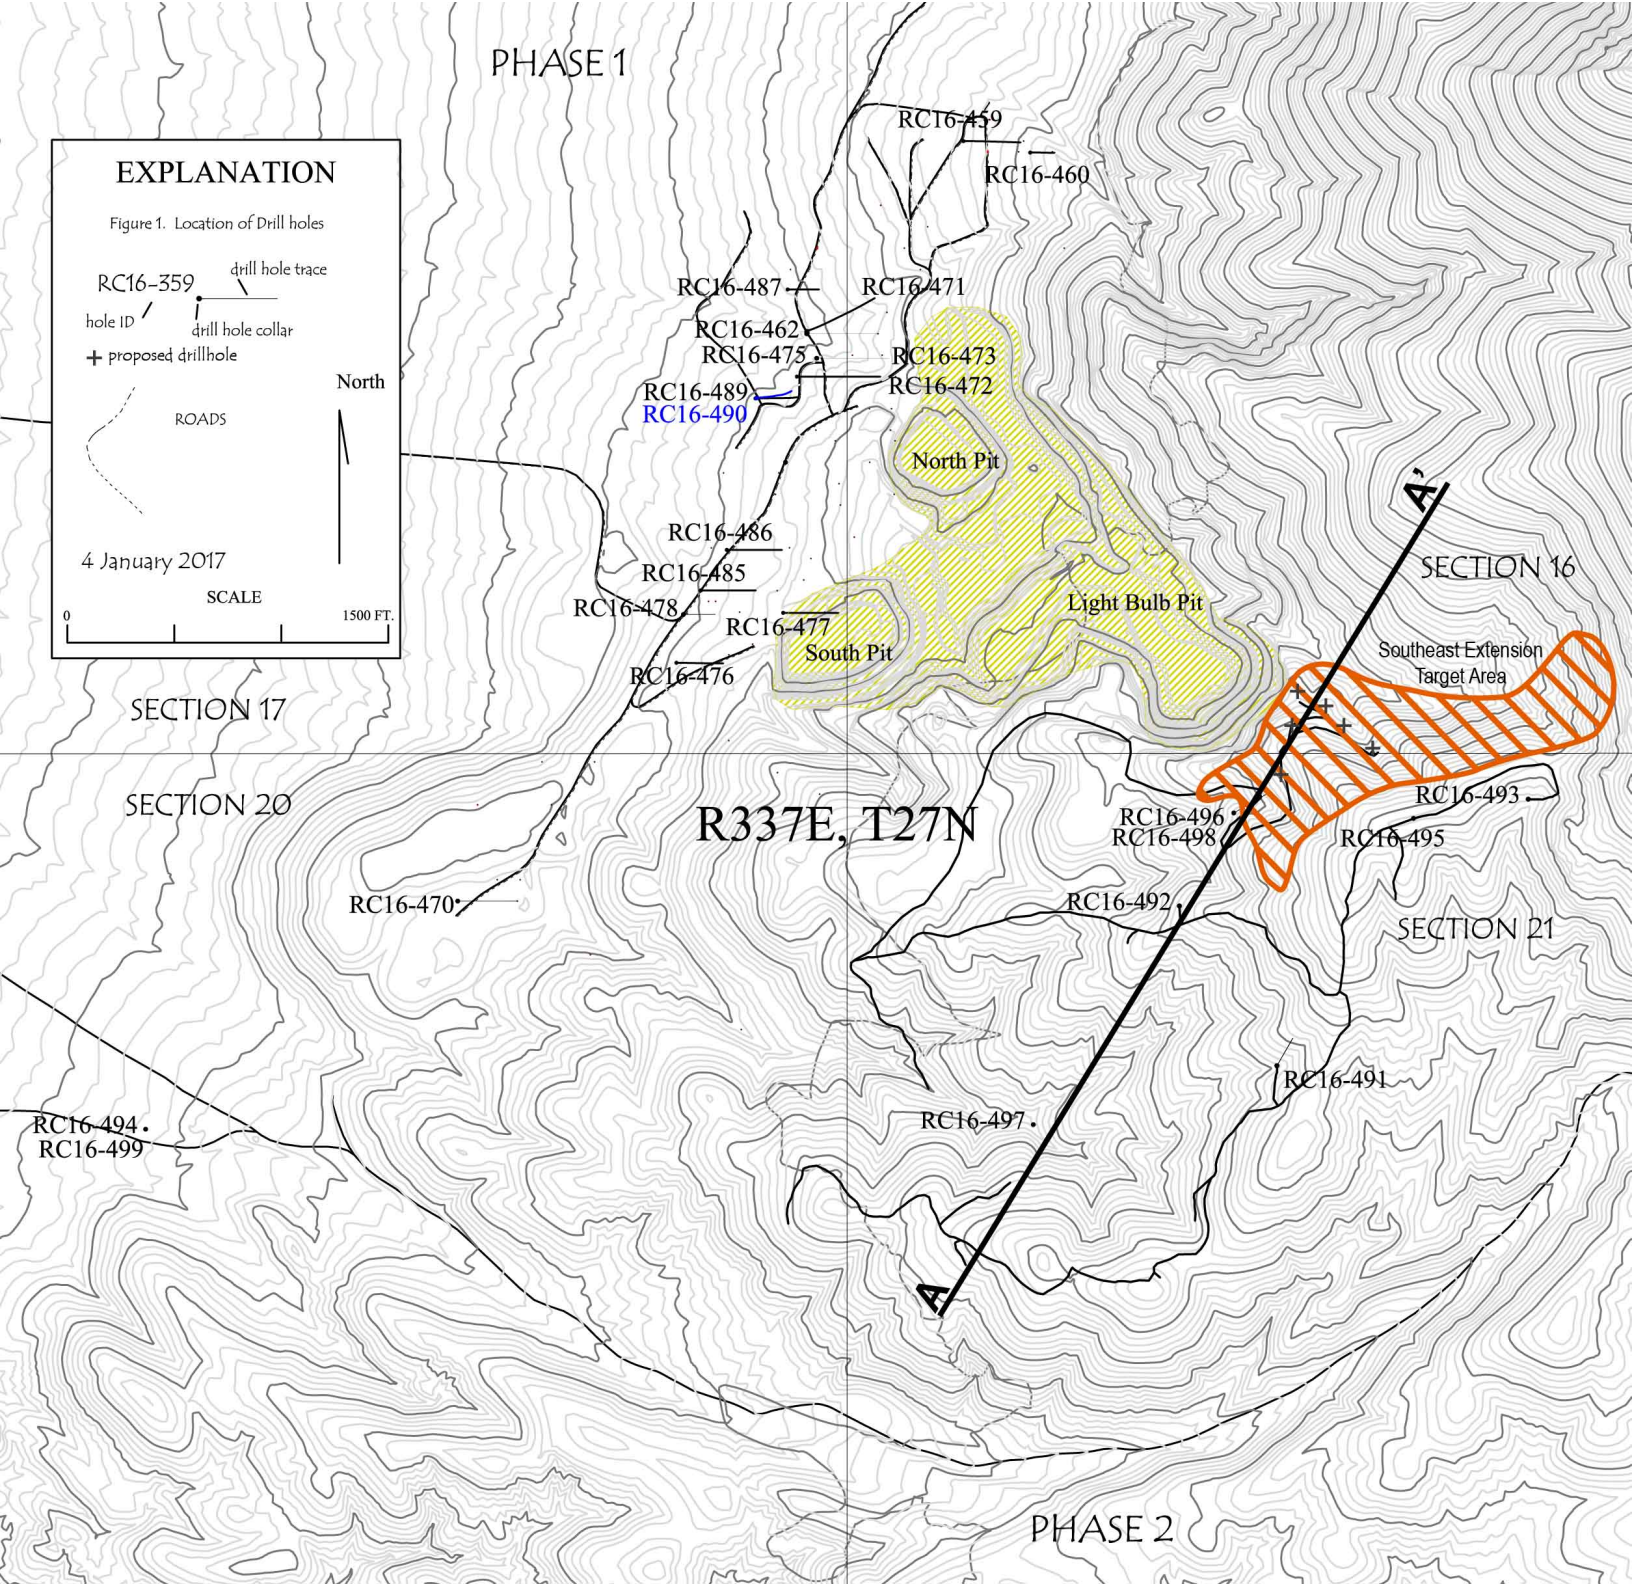 PHASE 1
RC16-459
RC16-460
EXPLANATION
Figure 1. Location of Drill holes
drill hole trace
RC16-359
hole ID
drill hole collar
proposed drillhole
North
ROADS
4 January 2017
SCALE
0
1500 FT.
RC16-487
RC16-471
RC16-462
RC16-475
RC16-473
RC16-472
RC16-489
RC16-490
North Pit
A'
RC16-486
SECTION 16
RC16-485
RC16-478
Light Bulb Pit
RC16-477
South Pit
Southeast Extension
Target Area
RC16-476
SECTION 17
SECTION 20
R337E, T27N
RC16-493
RC16-496
RC16-498
RC16-495
RC16-470
RC16-492
SECTION 21
RC16-491
RC16-497
RC16-494
RC16-499
A
PHASE 2